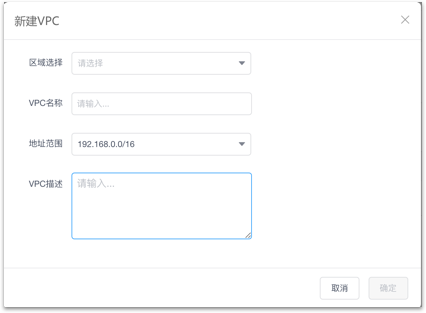 新建VPC
区域选择
请选择
VPC名称
请输入...
地址范围
192.168.0.0/16
VPC描述
请输入...
取消
确定